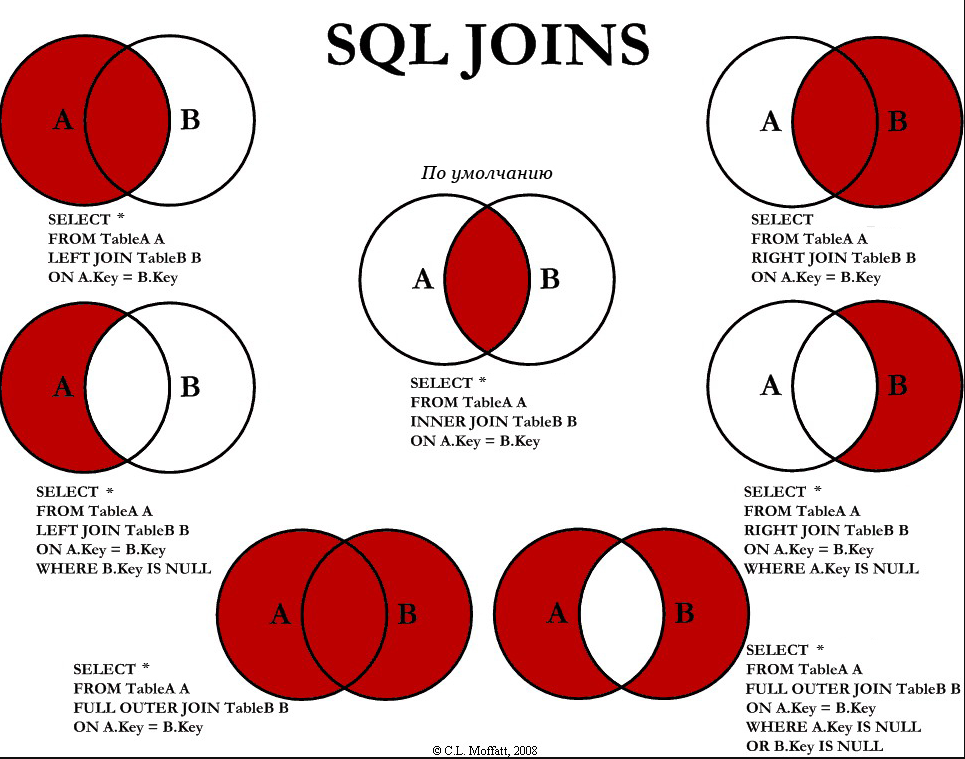 SQL JOINS
A B
SELECT *
FROM TableA A
LEFT JOIN TableB B
ON A.Key = B.Key
По умолчанию
A B
SELECT *
FROM TableA A
INNER JOIN TableB B
ON A.Key = B.Key
A B
SELECT
FROM TableA A
RIGHT JOIN TableB B
ON A.Key = B.Key
A B
SELECT *
FROM TableA A
LEFT JOIN TableB B
ON A.Key = B.Key
WHERE B.Key IS NULL
A B
SELECT *
FROM TableA A
RIGHT JOIN TableB B
ON A.Key = B.Key
WHERE A.Key IS NULL
A B
SELECT *
FROM TableA A
FULL OUTER JOIN TableB B
ON A.Key = B.Key
A B
SELECT *
FROM TableA A
FULL OUTER JOIN TableB B
ON A.Key = B.Key
WHERE A.Key IS NULL
OR B.Key IS NULL
© C.L. Moffatt, 2008